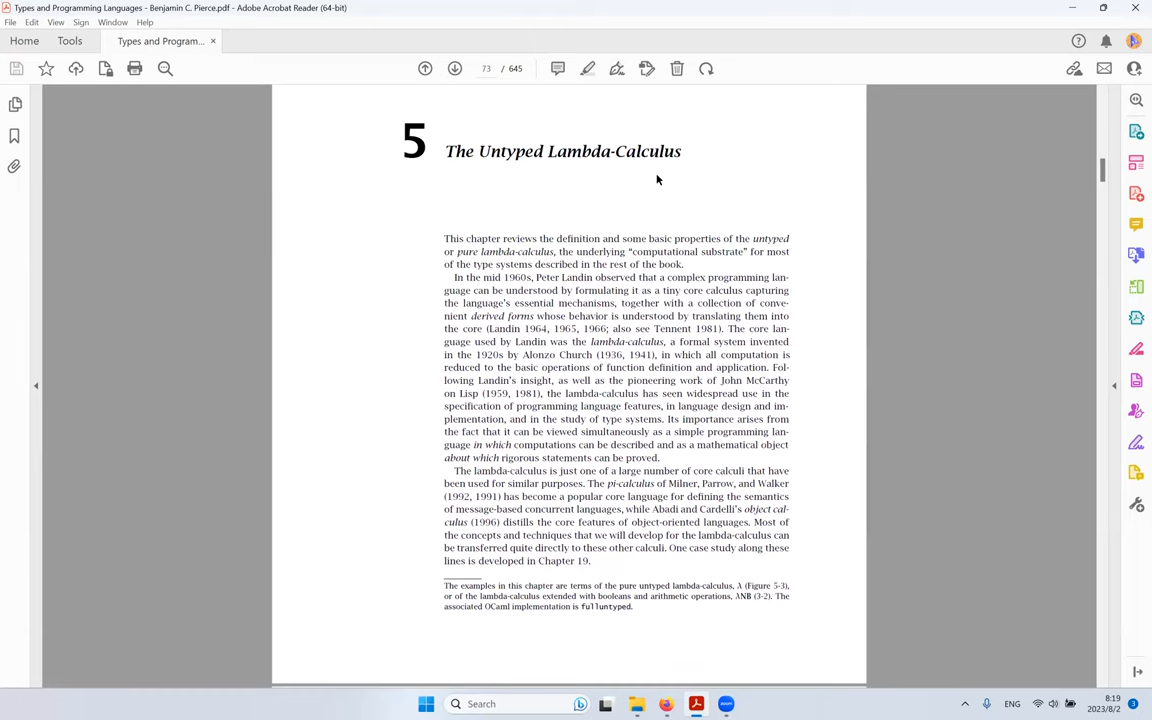 Types and Programming Languages - Benjamin C. Pierce.pdf - Adobe Acrobat Reader (64-bit)
File Edit View Sign Window Help
Home Tools Types and Program... ×
73 / 645
5 The Untyped Lambda-Calculus
This chapter reviews the definition and some basic properties of the untyped
or pure lambda-calculus, the underlying “computational substrate” for most
of the type systems described in the rest of the book.
In the mid 1960s, Peter Landin observed that a complex programming lan-
guage can be understood by formulating it as a tiny core calculus capturing
the language's essential mechanisms, together with a collection of conve-
nient derived forms whose behavior is understood by translating them into
the core (Landin 1964, 1965, 1966; also see Tennent 1981). The core lan-
guage used by Landin was the lambda-calculus, a formal system invented
in the 1920s by Alonzo Church (1936, 1941), in which all computation is
reduced to the basic operations of function definition and application. Fol-
lowing Landin's insight, as well as the pioneering work of John McCarthy
on Lisp (1959, 1981), the lambda-calculus has seen widespread use in the
specification of programming language features, in language design and im-
plementation, and in the study of type systems. Its importance arises from
the fact that it can be viewed simultaneously as a simple programming lan-
guage in which computations can be described and as a mathematical object
about which rigorous statements can be proved.
The lambda-calculus is just one of a large number of core calculi that have
been used for similar purposes. The pi-calculus of Milner, Parrow, and Walker
(1992, 1991) has become a popular core language for defining the semantics
of message-based concurrent languages, while Abadi and Cardelli's object cal-
culus (1996) distills the core features of object-oriented languages. Most of
the concepts and techniques that we will develop for the lambda-calculus can
be transferred quite directly to these other calculi. One case study along these
lines is developed in Chapter 19.
The examples in this chapter are terms of the pure untyped lambda-calculus, λ (Figure 5-3),
or of the lambda-calculus extended with booleans and arithmetic operations, λNB (3-2). The
associated OCaml implementation is fulluntyped.
Search
zoom
ENG
8:19
2023/8/2
3